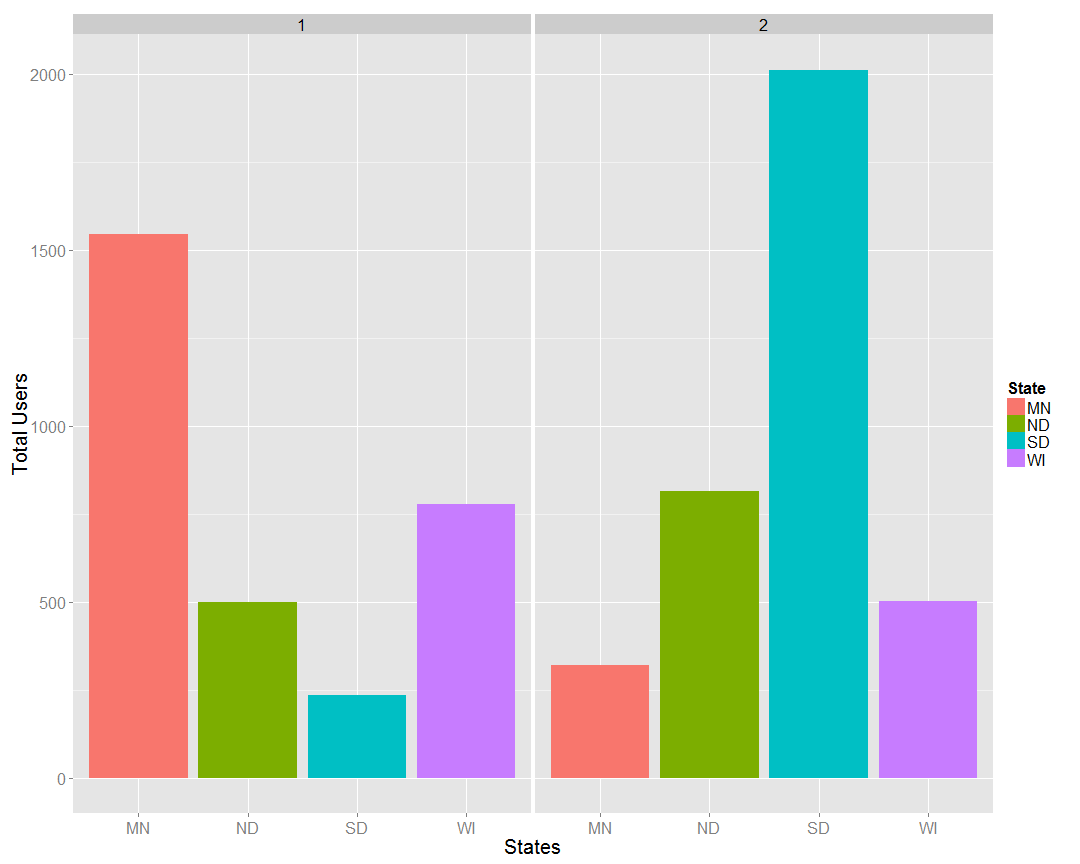 1 2
2000
1500
1000
500
0
Total Users
MN ND SD WI MN ND SD WI
States
State
MN
ND
SD
WI